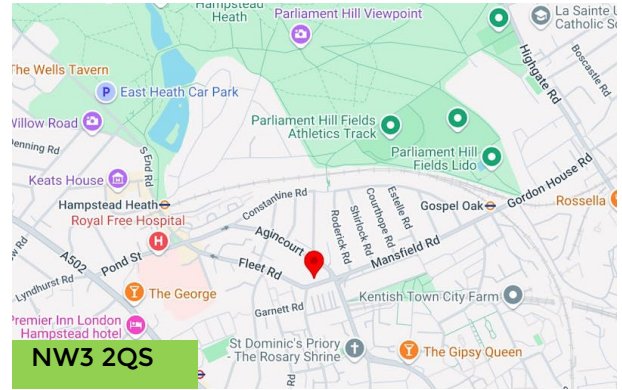 Hampstead
Heath
Parliament Hill Viewpoint
La Sainte U
Catholic Sc
The Wells Tavern
P
East Heath Car Park
Highgate Rd
Boscastle Rd
Willow Road
Parliament Hill Fields
Athletics Track
Denning Rd
S End Rd
Parliament Hill
Fields Lido
Keats House
Constantine Rd
Estelle Rd
Courthope Rd
Shirlock Rd
Roderick Rd
Gordon House Rd
Hampstead Heath
Gospel Oak
Rossella
Royal Free Hospital
H
Agincourt
Mansfield Rd
A502
Pond St
Fleet Rd
Lyndhurst Rd
The George
Kentish Town City Farm
Garnett Rd
Premier Inn London
Hampstead hotel
St Dominic's Priory
- The Rosary Shrine
The Gipsy Queen
NW3 2QS